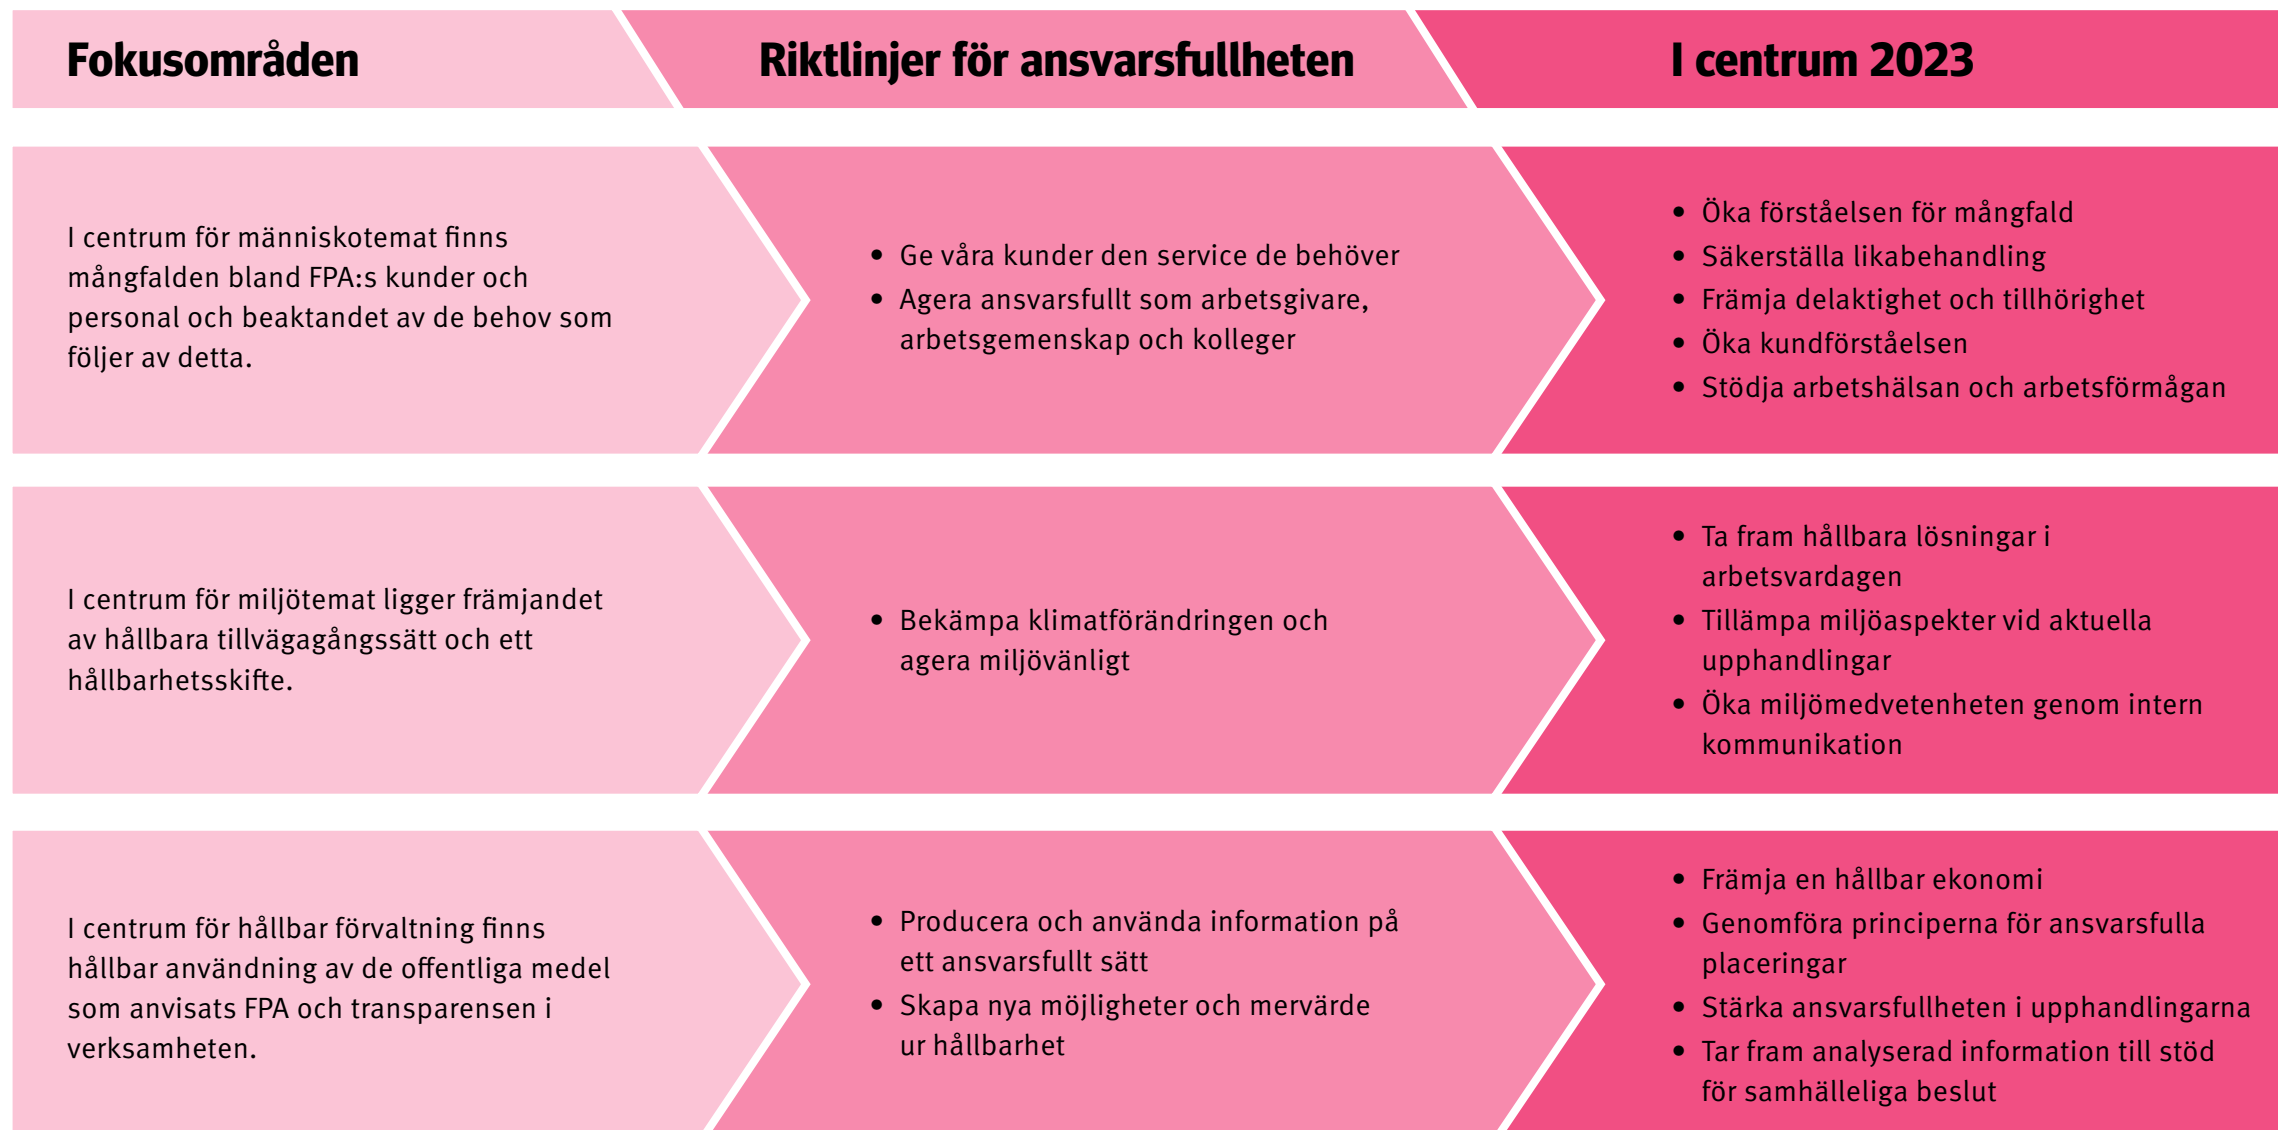 Fokusområden
Riktlinjer för ansvarsfullheten
I centrum 2023
I centrum för människotemat finns
mångfalden bland FPA:s kunder och
personal och beaktandet av de behov som
följer av detta.
• Ge våra kunder den service de behöver
• Agera ansvarsfullt som arbetsgivare,
arbetsgemenskap och kolleger
• Öka förståelsen för mångfald
• Säkerställa likabehandling
• Främja delaktighet och tillhörighet
• Öka kundförståelsen
• Stödja arbetshälsan och arbetsförmågan
I centrum för miljötemat ligger främjandet
av hållbara tillvägagångssätt och ett
hållbarhetsskifte.
• Bekämpa klimatförändringen och
agera miljövänligt
• Ta fram hållbara lösningar i
arbetsvardagen
• Tillämpa miljöaspekter vid aktuella
upphandlingar
• Öka miljömedvetenheten genom intern
kommunikation
I centrum för hållbar förvaltning finns
hållbar användning av de offentliga medel
som anvisats FPA och transparensen i
verksamheten.
• Producera och använda information på
ett ansvarsfullt sätt
• Skapa nya möjligheter och mervärde
ur hållbarhet
• Främja en hållbar ekonomi
• Genomföra principerna för ansvarsfulla
placeringar
• Stärka ansvarsfullheten i upphandlingarna
• Tar fram analyserad information till stöd
för samhälleliga beslut